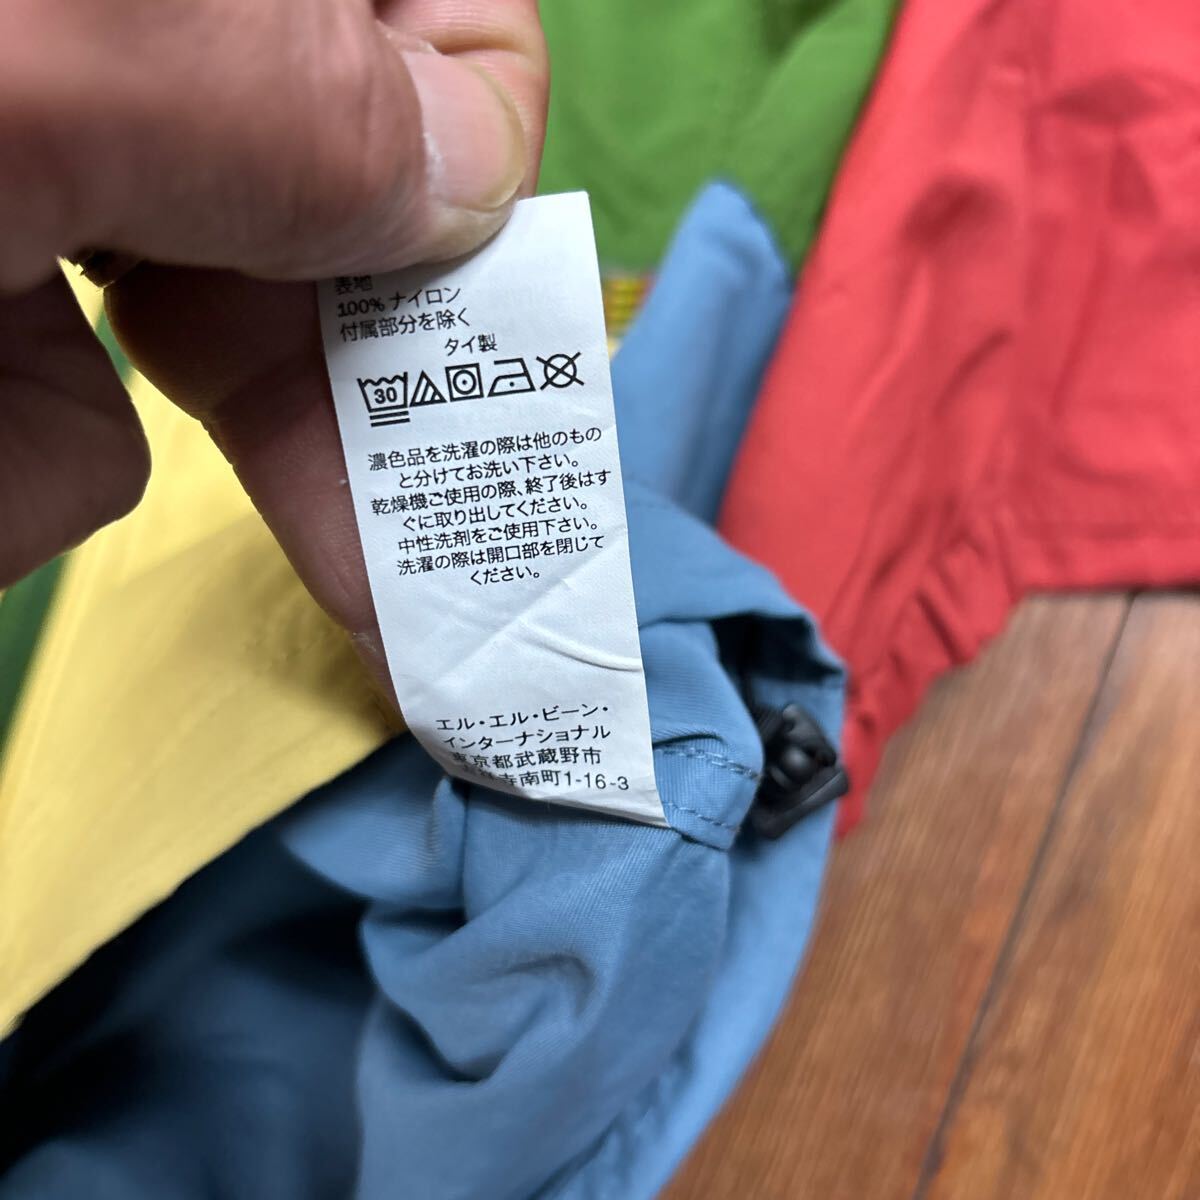 表地
100% ナイロン
付属部分を除く
タイ製
30
濃色品を洗濯の際は他のもの
と分けてお洗い下さい。
乾燥機ご使用の際、終了後はす
ぐに取り出してください。
中性洗剤をご使用下さい。
洗濯の際は開口部を閉じて
ください。
エル・エル・ビーン・
インターナショナル
東京都武蔵野市
吉祥寺南町1-16-3